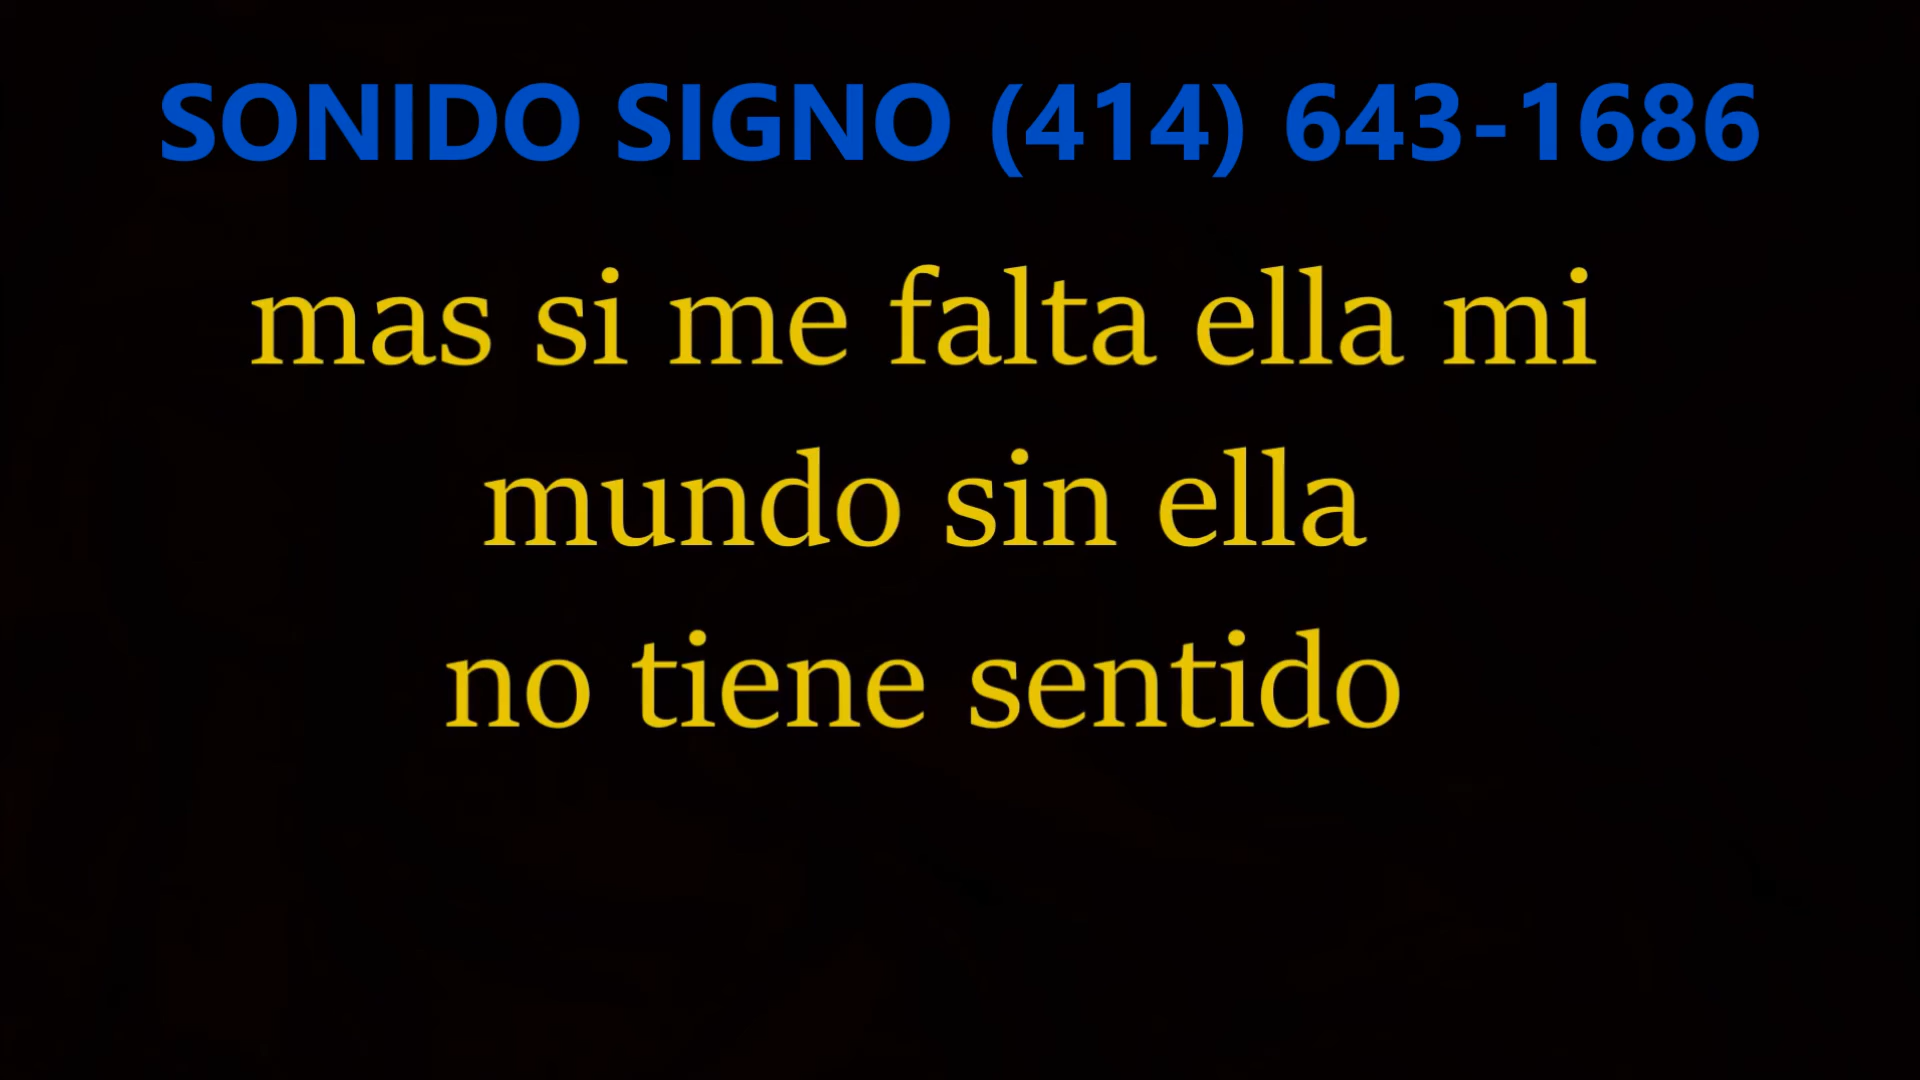 SONIDO SIGNO (414) 643-1686
mas si me falta ella mi
mundo sin ella
no tiene sentido